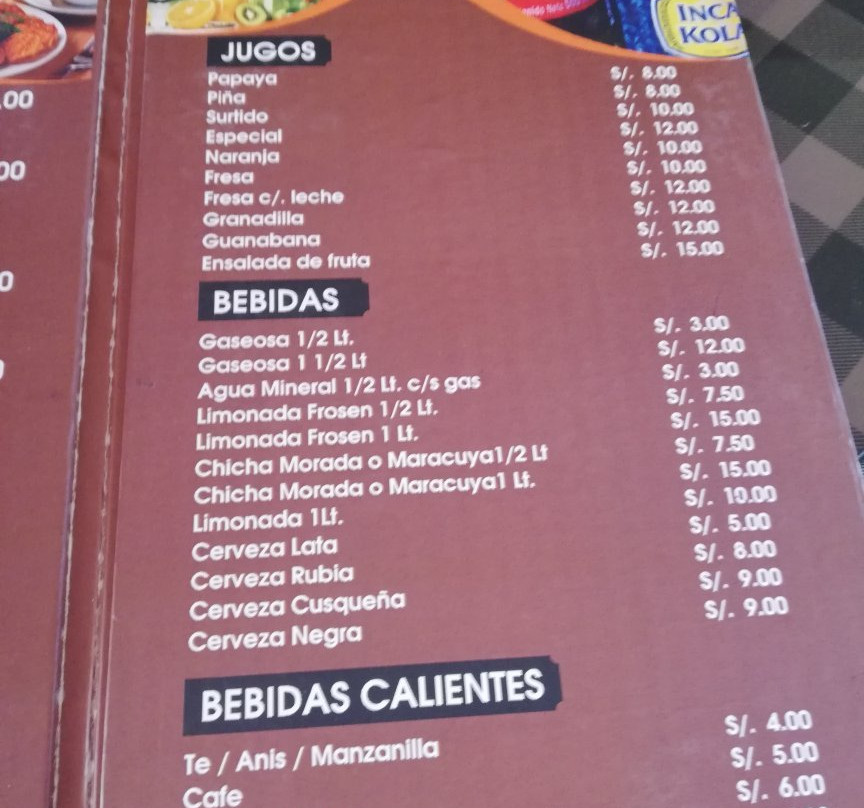 INCA
KOLA
.00
00
0
JUGOS
Papaya S/. 8.00
Piña S/. 8.00
Surtido S/. 10.00
Especial S/. 12.00
Naranja S/. 10.00
Fresa S/. 10.00
Fresa c/. leche S/. 12.00
Granadilla S/. 12.00
Guanabana S/. 12.00
Ensalada de fruta S/. 15.00
BEBIDAS
Gaseosa 1/2 Lt. S/. 3.00
Gaseosa 1 1/2 Lt S/. 12.00
Agua Mineral 1/2 Lt. c/s gas S/. 3.00
Limonada Frosen 1/2 Lt. S/. 7.50
Limonada Frosen 1 Lt. S/. 15.00
Chicha Morada o Maracuya1/2 Lt S/. 7.50
Chicha Morada o Maracuya1 Lt. S/. 15.00
Limonada 1Lt. S/. 10.00
Cerveza Lata S/. 5.00
Cerveza Rubia S/. 8.00
Cerveza Cusqueña S/. 9.00
Cerveza Negra S/. 9.00
BEBIDAS CALIENTES
Te / Anis / Manzanilla S/. 4.00
Cafe S/. 5.00
S/. 6.00